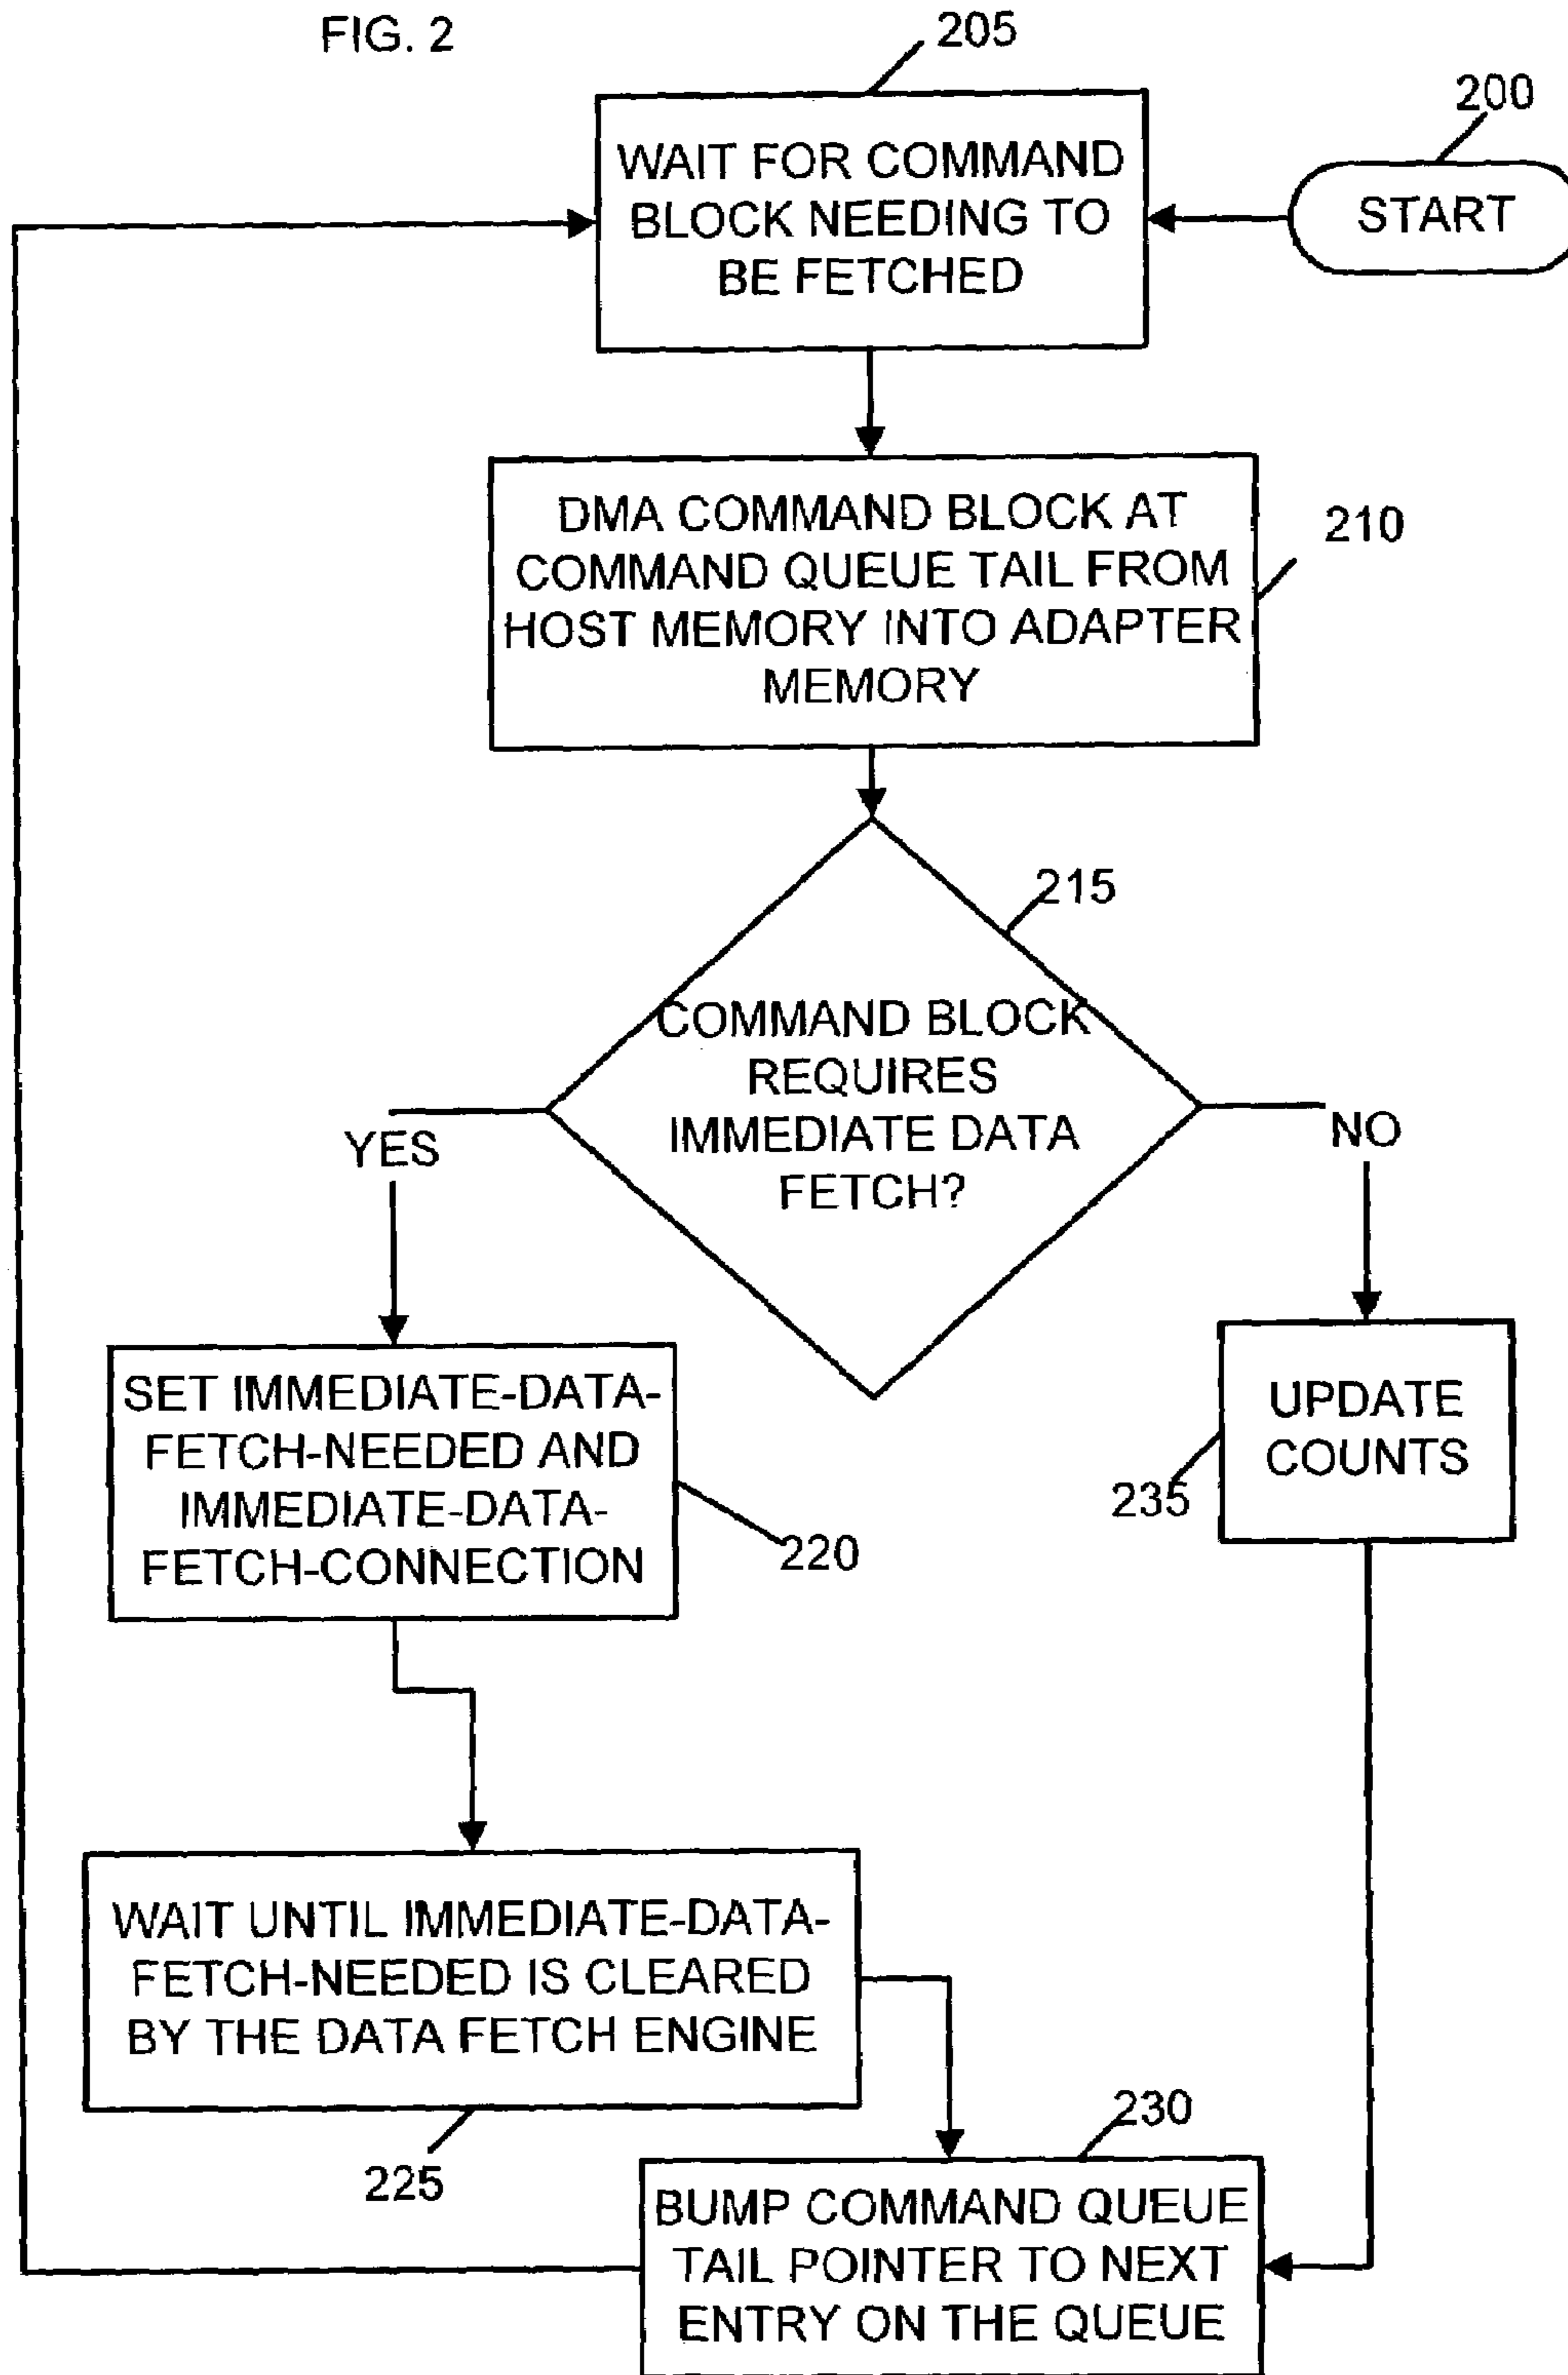 FIG. 2
205
200
WAIT FOR COMMAND
BLOCK NEEDING TO
BE FETCHED
START
DMA COMMAND BLOCK AT
COMMAND QUEUE TAIL FROM
HOST MEMORY INTO ADAPTER
MEMORY
210
215
COMMAND BLOCK
REQUIRES
IMMEDIATE DATA
FETCH?
YES
NO
SET IMMEDIATE-DATA-
FETCH-NEEDED AND
IMMEDIATE-DATA-
FETCH-CONNECTION
220
UPDATE
COUNTS
235
WAIT UNTIL IMMEDIATE-DATA-
FETCH-NEEDED IS CLEARED
BY THE DATA FETCH ENGINE
225
230
BUMP COMMAND QUEUE
TAIL POINTER TO NEXT
ENTRY ON THE QUEUE